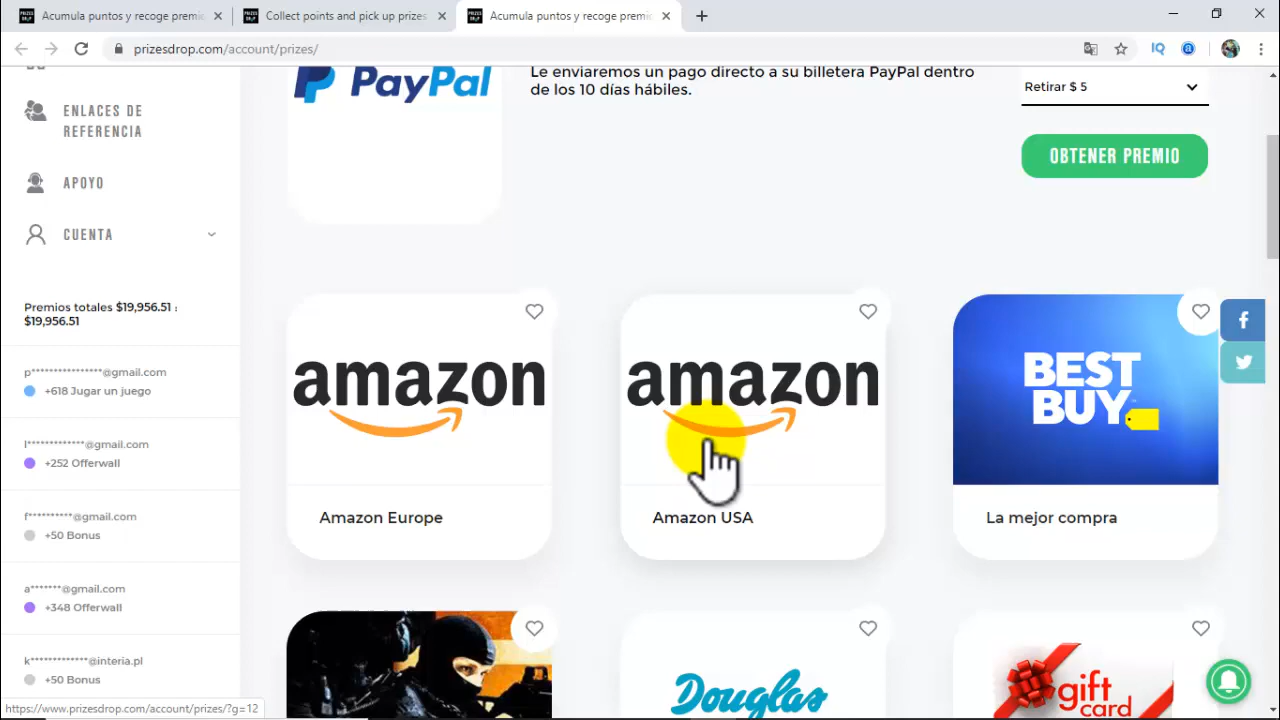 Acumula puntos y recoge premi
Collect points and pick up prizes
Acumula puntos y recoge premi
prizesdrop.com/account/prizes/
PayPal
Le enviaremos un pago directo a su billetera PayPal dentro
de los 10 días hábiles.
Retirar $ 5
OBTENER PREMIO
ENLACES DE
REFERENCIA
APOYO
CUENTA
Premios totales $19,956.51 :
$19,956.51
p****************@gmail.com
+618 Jugar un juego
l*************@gmail.com
+252 Offerwall
f**********@gmail.com
+50 Bonus
a*******@gmail.com
+348 Offerwall
k*************@interia.pl
+50 Bonus
amazon
Amazon Europe
amazon
Amazon USA
BEST
BUY
La mejor compra
Douglas
gift
card
https://www.prizesdrop.com/account/prizes/?g=12